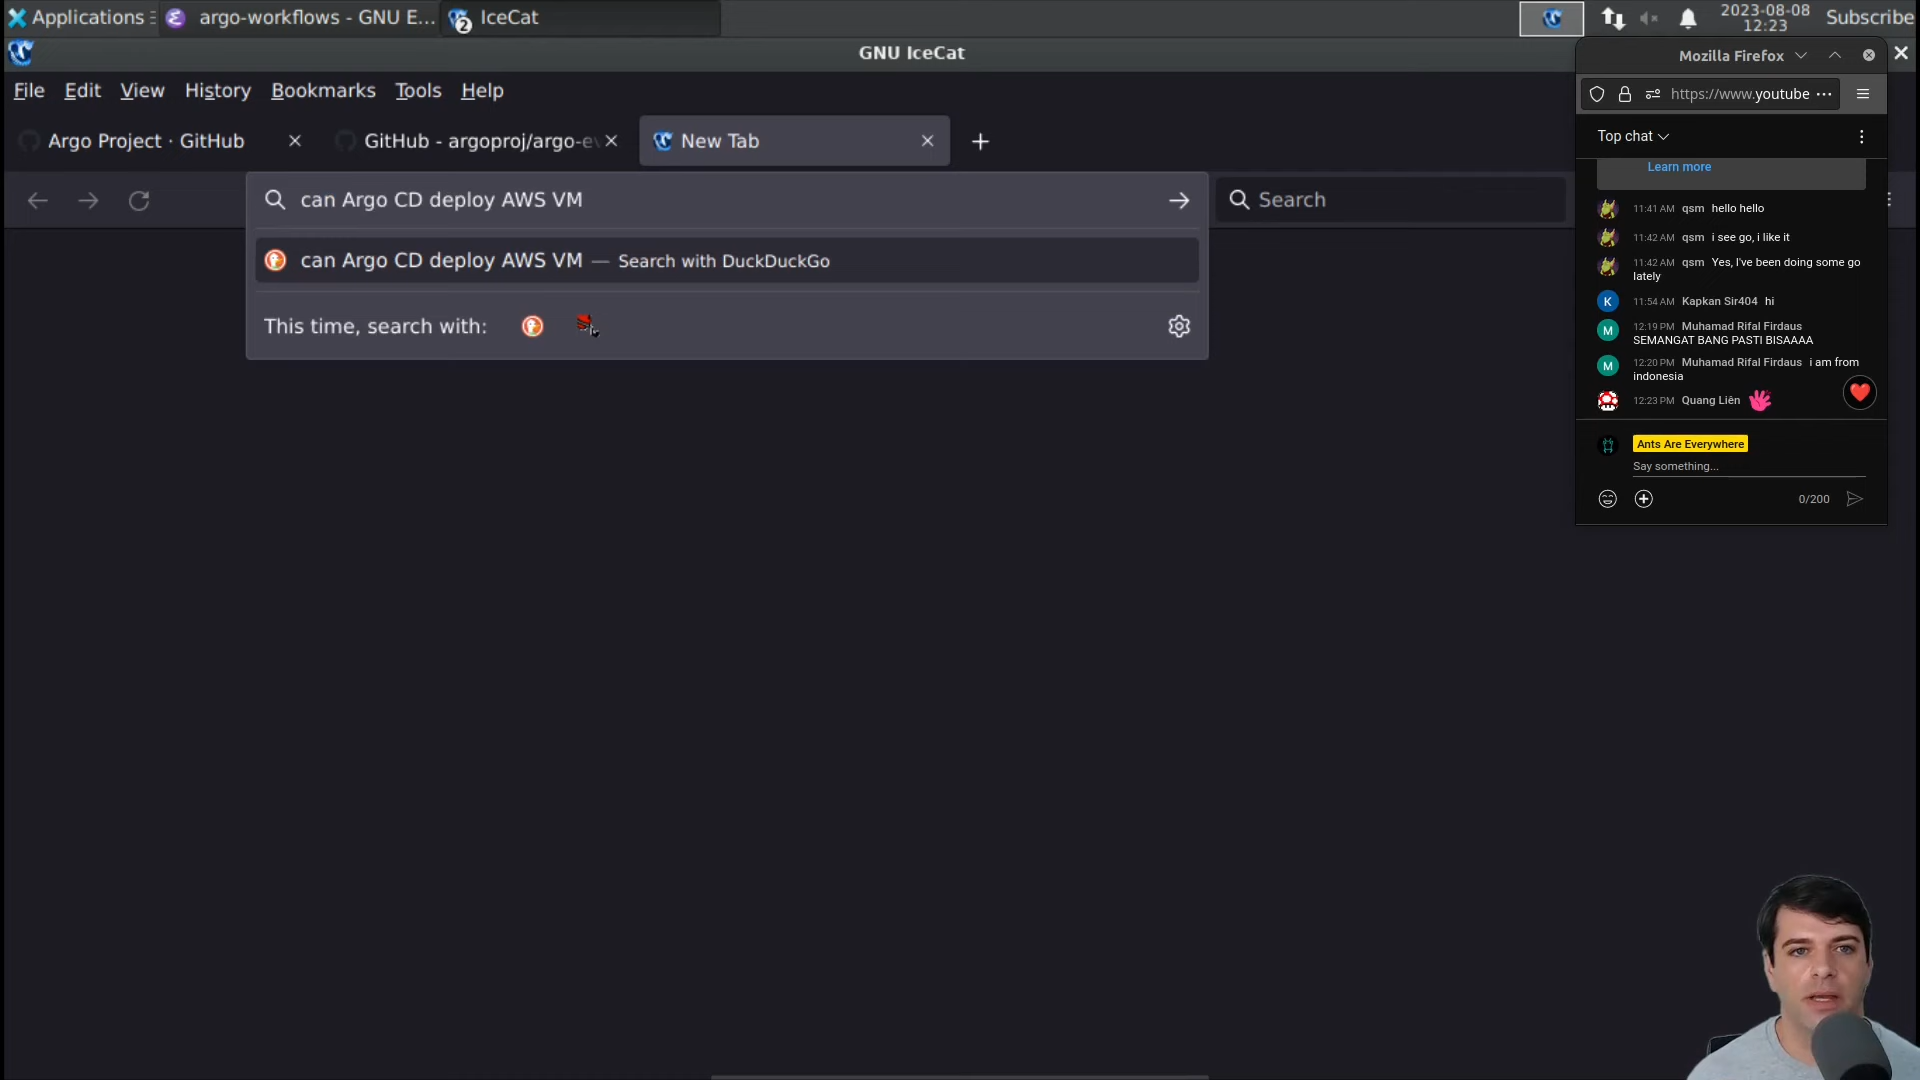 Applications
argo-workflows - GNU E...
2
IceCat
2023-08-08
12:23
Subscribe
GNU IceCat
File Edit View History Bookmarks Tools Help
Argo Project · GitHub
GitHub - argoproj/argo-ev
New Tab
can Argo CD deploy AWS VM
Search
can Argo CD deploy AWS VM — Search with DuckDuckGo
This time, search with:
Mozilla Firefox
https://www.youtube
Top chat
Learn more
11:41 AM qsm hello hello
11:42 AM qsm i see go, i like it
11:42 AM qsm Yes, I've been doing some go
lately
K
11:54 AM Kapkan Sir404 hi
M
12:19 PM Muhamad Rifal Firdaus
SEMANGAT BANG PASTI BISAAAA
M
12:20 PM Muhamad Rifal Firdaus i am from
indonesia
12:23 PM Quang Liên
Ants Are Everywhere
Say something...
0/200